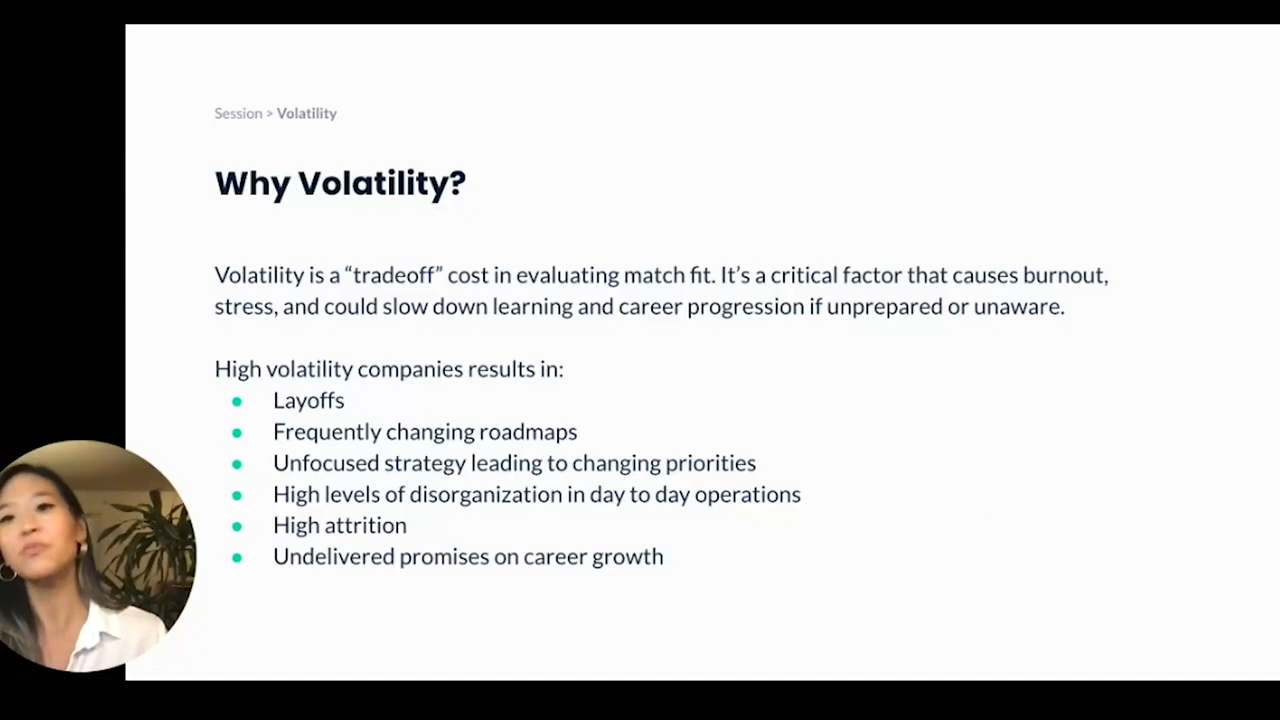 Session > Volatility
Why Volatility?
Volatility is a “tradeoff” cost in evaluating match fit. It’s a critical factor that causes burnout,
stress, and could slow down learning and career progression if unprepared or unaware.
High volatility companies results in:
● Layoffs
● Frequently changing roadmaps
● Unfocused strategy leading to changing priorities
● High levels of disorganization in day to day operations
● High attrition
● Undelivered promises on career growth